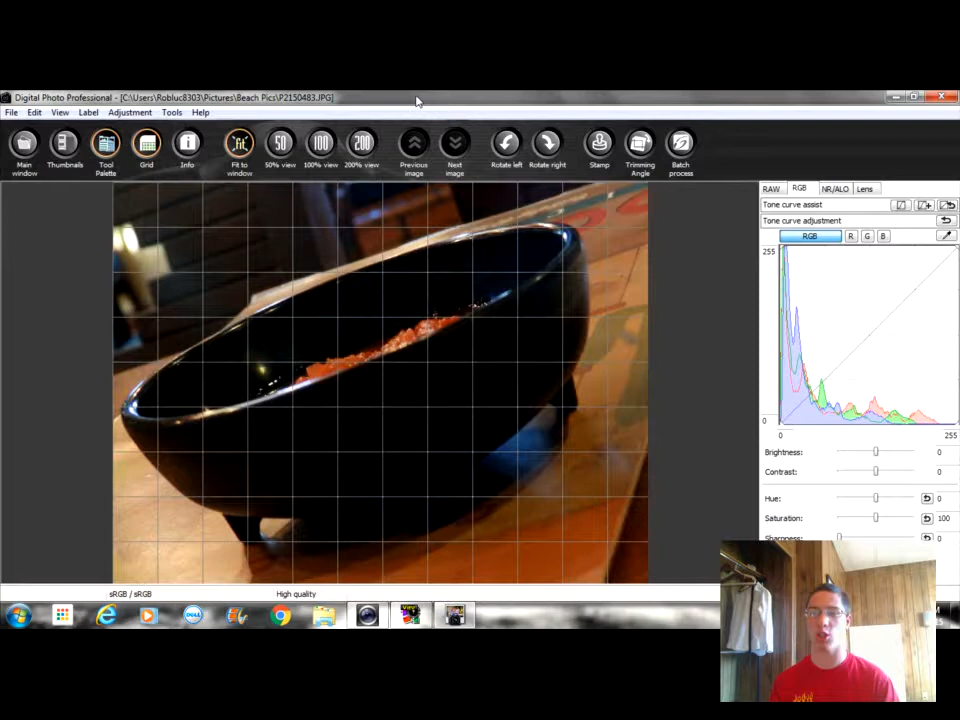 Digital Photo Professional - [C:\Users\Robluc8303\Pictures\Beach Pics\P2150483.JPG]
File Edit View Label Adjustment Tools Help
Main window
Thumbnails
Tool Palette
Grid
Info
fit
Fit to window
50
50% view
100
100% view
200
200% view
Previous image
Next image
Rotate left
Rotate right
Stamp
Trimming Angle
Batch process
RAW RGB NR/ALO Lens
Tone curve assist
Tone curve adjustment
RGB R G B
255
0
0 255
Brightness: 0
Contrast: 0
Hue: 0
Saturation: 100
Sharpness: 0
sRGB / sRGB High quality
DELL